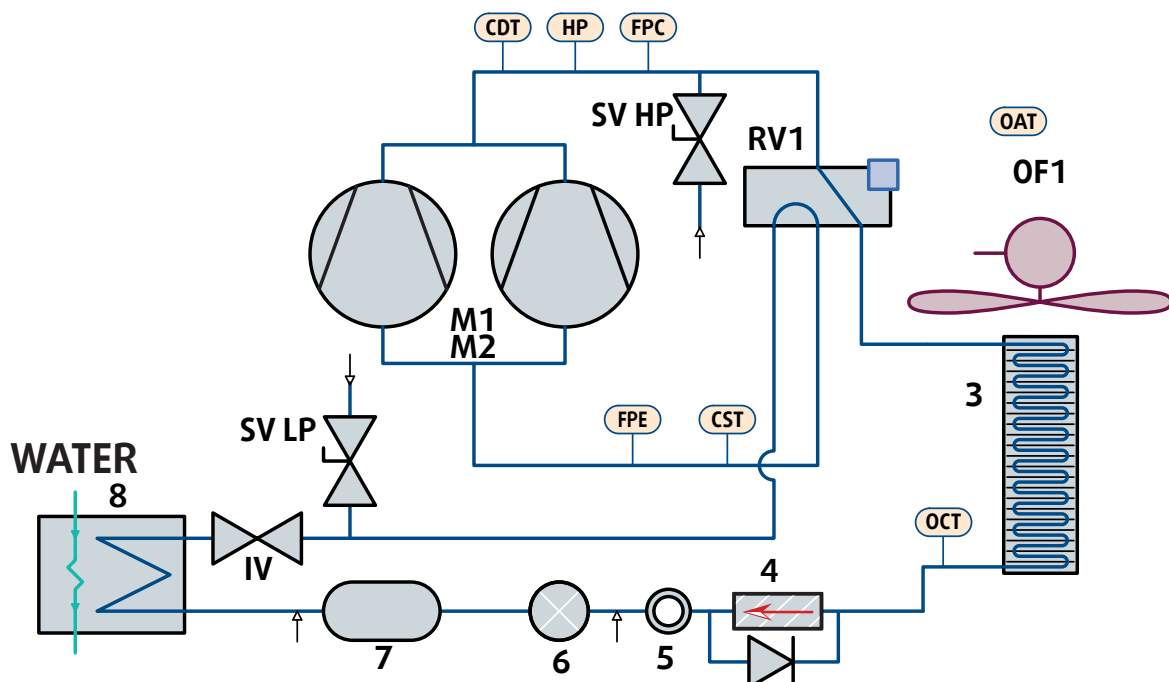 CDT
HP
FPC
SV HP
RV1
OAT
OF1
M1
M2
3
SV LP
FPE
CST
WATER
8
IV
OCT
4
7
6
5